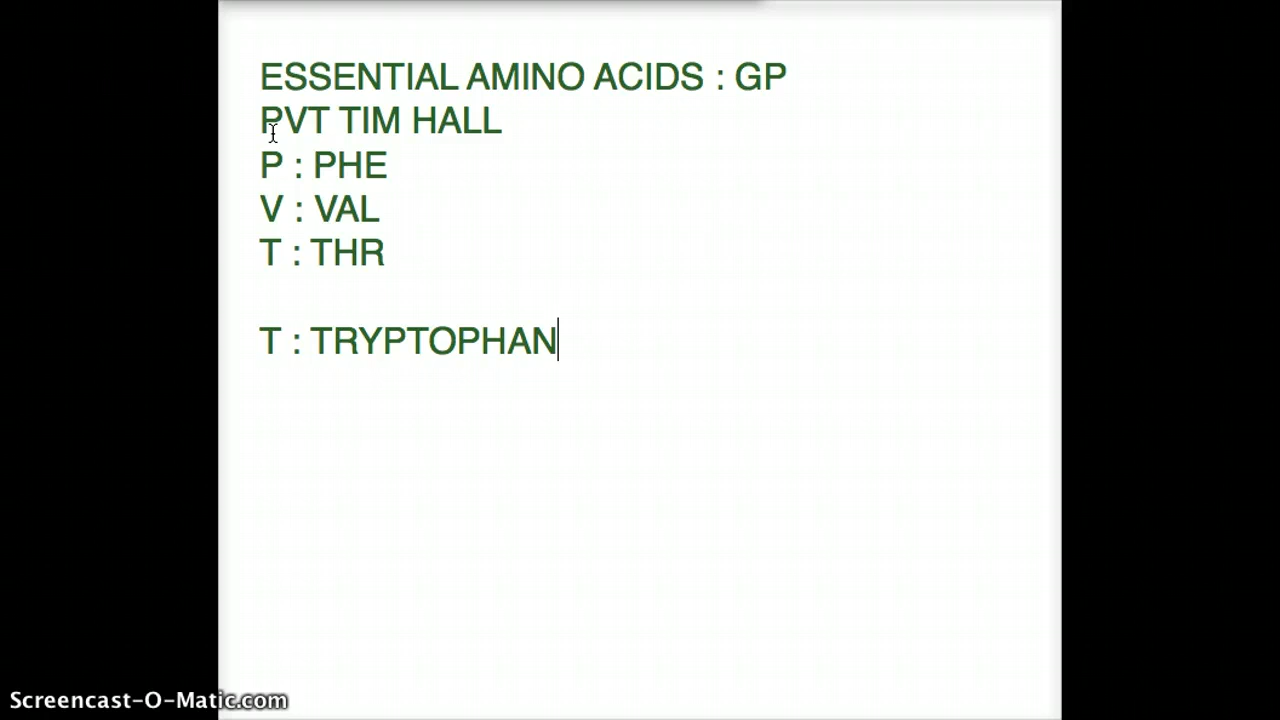 ESSENTIAL AMINO ACIDS : GP
PVT TIM HALL
P : PHE
V : VAL
T : THR
T : TRYPTOPHAN
Screencast-O-Matic.com